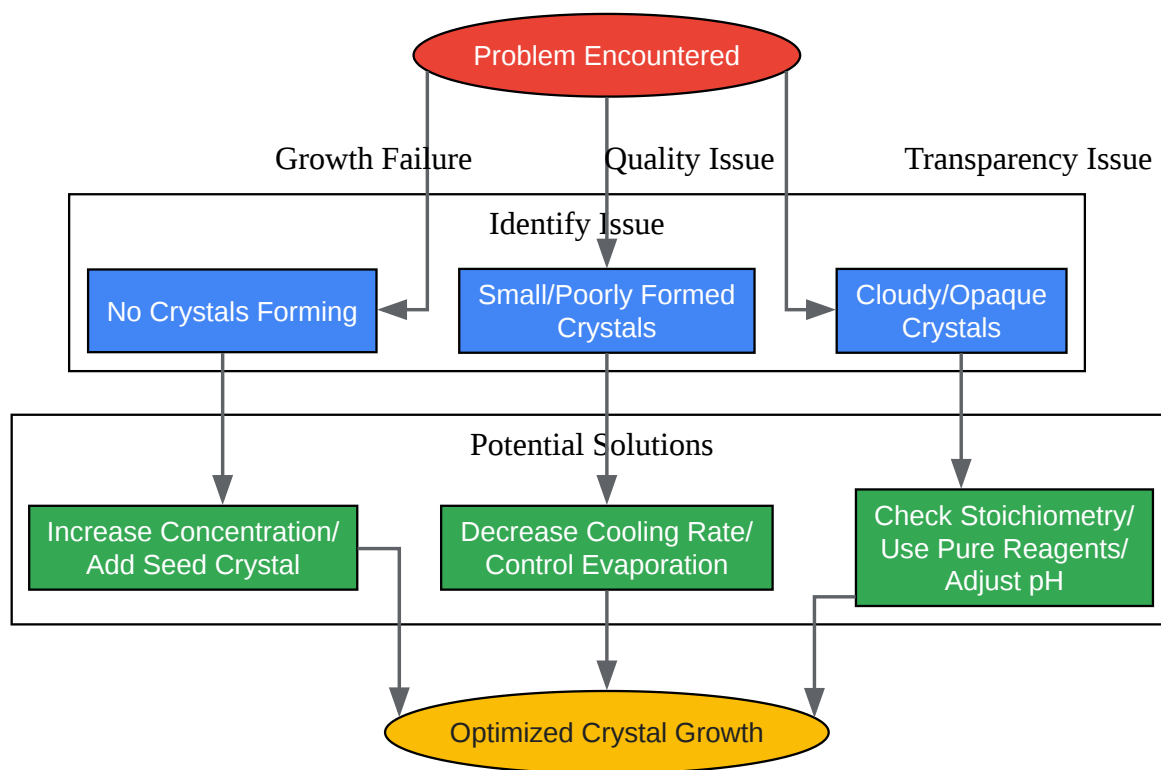 Problem Encountered
Growth Failure
Quality Issue
Transparency Issue
Identify Issue
No Crystals Forming
Small/Poorly Formed
Crystals
Cloudy/Opaque
Crystals
Potential Solutions
Increase Concentration/
Add Seed Crystal
Decrease Cooling Rate/
Control Evaporation
Check Stoichiometry/
Use Pure Reagents/
Adjust pH
Optimized Crystal Growth